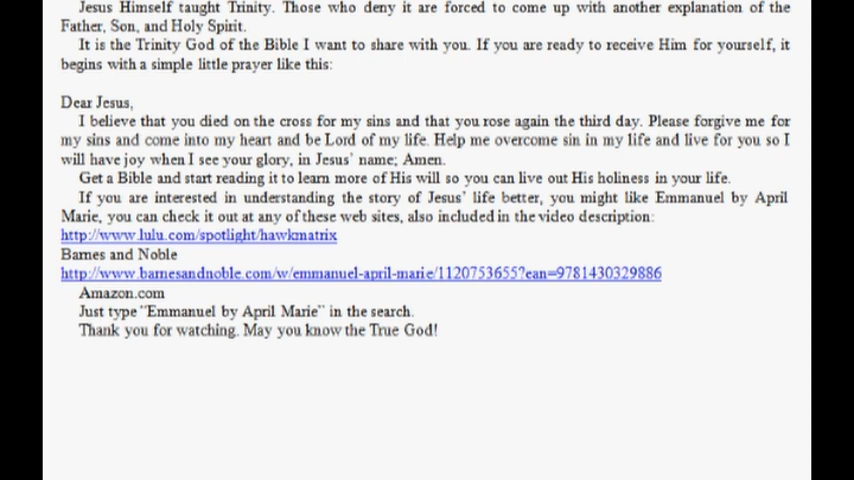 Jesus Himself taught Trinity. Those who deny it are forced to come up with another explanation of the
Father, Son, and Holy Spirit.
It is the Trinity God of the Bible I want to share with you. If you are ready to receive Him for yourself, it
begins with a simple little prayer like this:
Dear Jesus,
I believe that you died on the cross for my sins and that you rose again the third day. Please forgive me for
my sins and come into my heart and be Lord of my life. Help me overcome sin in my life and live for you so I
will have joy when I see your glory, in Jesus' name; Amen.
Get a Bible and start reading it to learn more of His will so you can live out His holiness in your life.
If you are interested in understanding the story of Jesus' life better, you might like Emmanuel by April
Marie, you can check it out at any of these web sites, also included in the video description:
http://www.lulu.com/spotlight/hawkmatrix
Barnes and Noble
http://www.barnesandnoble.com/w/emmanuel-april-marie/1120753655?ean=9781430329886
Amazon.com
Just type "Emmanuel by April Marie" in the search.
Thank you for watching. May you know the True God!